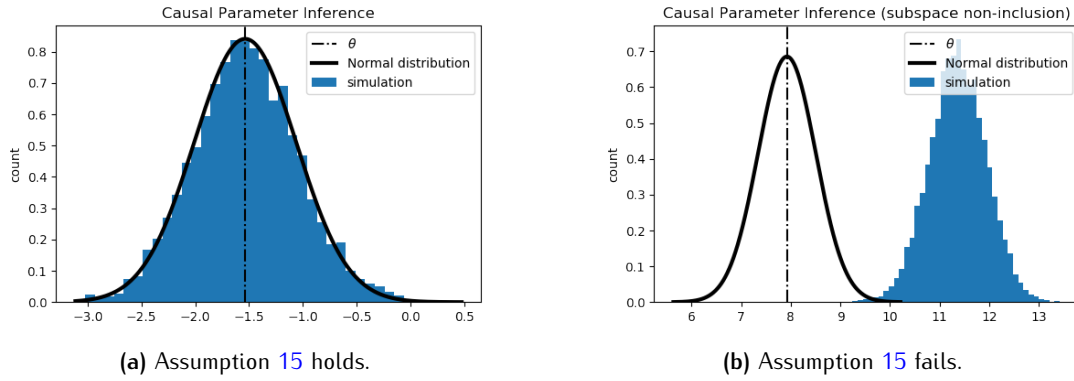 Causal Parameter Inference
θ
Normal distribution
simulation
count
0.8
0.7
0.6
0.5
0.4
0.3
0.2
0.1
0.0
−3.0 −2.5 −2.0 −1.5 −1.0 −0.5 0.0 0.5
(a) Assumption 15 holds.
Causal Parameter Inference (subspace non-inclusion)
θ
Normal distribution
simulation
count
0.7
0.6
0.5
0.4
0.3
0.2
0.1
0.0
6 7 8 9 10 11 12 13
(b) Assumption 15 fails.